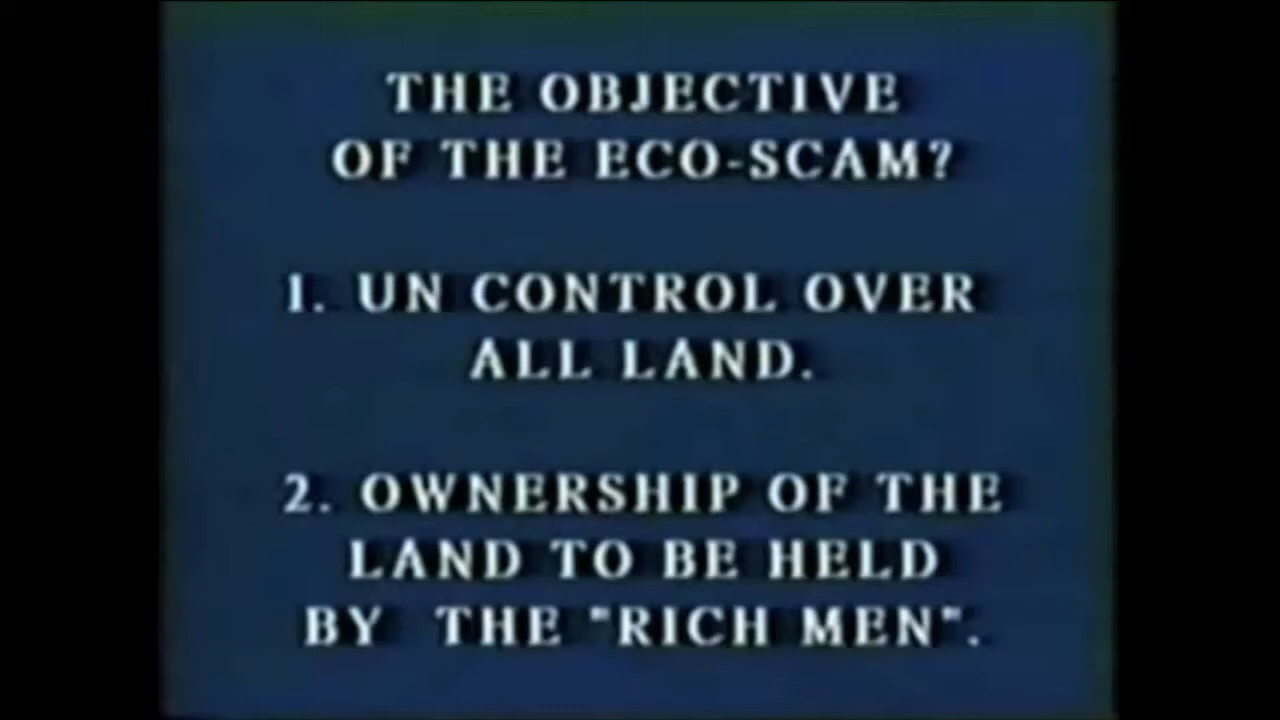 THE OBJECTIVE
OF THE ECO-SCAM?
1. UN CONTROL OVER
ALL LAND.
2. OWNERSHIP OF THE
LAND TO BE HELD
BY THE "RICH MEN".